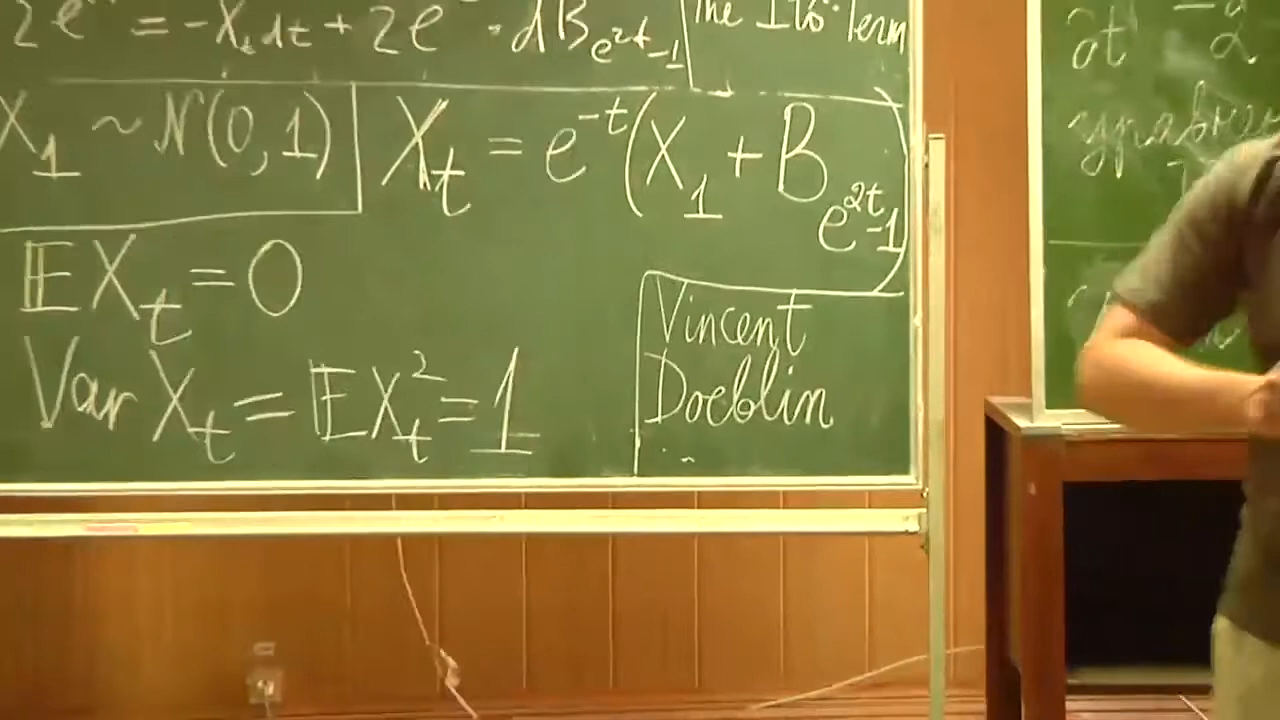 2e = -X_t dt + 2e · dB_{e^{2t}-1}
The Itô Term
X_1 ~ N(0,1)
X_t = e^{-t}(X_1 + B_{e^{2t}-1})
𝔼X_t = 0
Var X_t = 𝔼X_t^2 = 1
Vincent
Doeblin
∂t